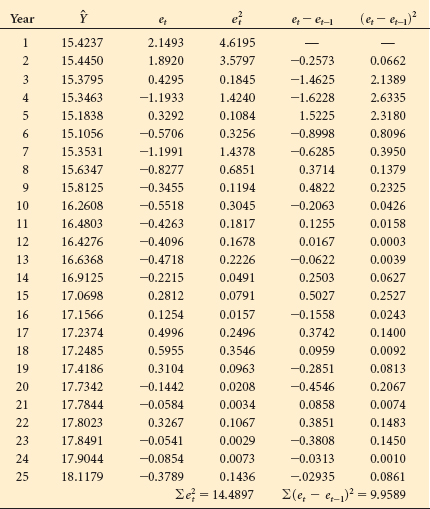 Year Ŷ eₜ eₜ² eₜ − eₜ₋₁ (eₜ − eₜ₋₁)²
1 15.4237 2.1493 4.6195 — —
2 15.4450 1.8920 3.5797 −0.2573 0.0662
3 15.3795 0.4295 0.1845 −1.4625 2.1389
4 15.3463 −1.1933 1.4240 −1.6228 2.6335
5 15.1838 0.3292 0.1084 1.5225 2.3180
6 15.1056 −0.5706 0.3256 −0.8998 0.8096
7 15.3531 −1.1991 1.4378 −0.6285 0.3950
8 15.6347 −0.8277 0.6851 0.3714 0.1379
9 15.8125 −0.3455 0.1194 0.4822 0.2325
10 16.2608 −0.5518 0.3045 −0.2063 0.0426
11 16.4803 −0.4263 0.1817 0.1255 0.0158
12 16.4276 −0.4096 0.1678 0.0167 0.0003
13 16.6368 −0.4718 0.2226 −0.0622 0.0039
14 16.9125 −0.2215 0.0491 0.2503 0.0627
15 17.0698 0.2812 0.0791 0.5027 0.2527
16 17.1566 0.1254 0.0157 −0.1558 0.0243
17 17.2374 0.4996 0.2496 0.3742 0.1400
18 17.2485 0.5955 0.3546 0.0959 0.0092
19 17.4186 0.3104 0.0963 −0.2851 0.0813
20 17.7342 −0.1442 0.0208 −0.4546 0.2067
21 17.7844 −0.0584 0.0034 0.0858 0.0074
22 17.8023 0.3267 0.1067 0.3851 0.1483
23 17.8491 −0.0541 0.0029 −0.3808 0.1450
24 17.9044 −0.0854 0.0073 −0.0313 0.0010
25 18.1179 −0.3789 0.1436 −.02935 0.0861
Σeₜ² = 14.4897 Σ(eₜ − eₜ₋₁)² = 9.9589